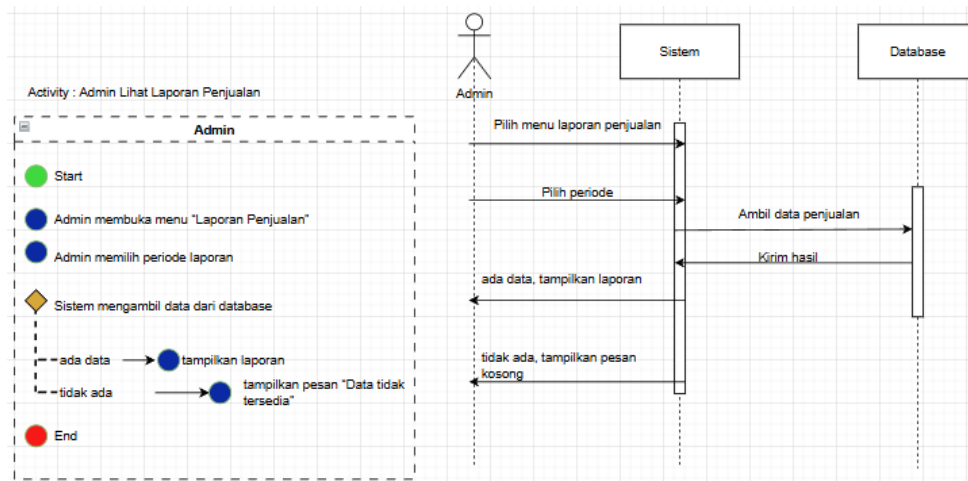 Activity : Admin Lihat Laporan Penjualan
Admin
Start
Admin membuka menu “Laporan Penjualan”
Admin memilih periode laporan
Sistem mengambil data dari database
ada data
tampilkan laporan
tidak ada
tampilkan pesan “Data tidak
tersedia”
End
Admin
Sistem
Database
Pilih menu laporan penjualan
Pilih periode
Ambil data penjualan
Kirim hasil
ada data, tampilkan laporan
tidak ada, tampilkan pesan
kosong